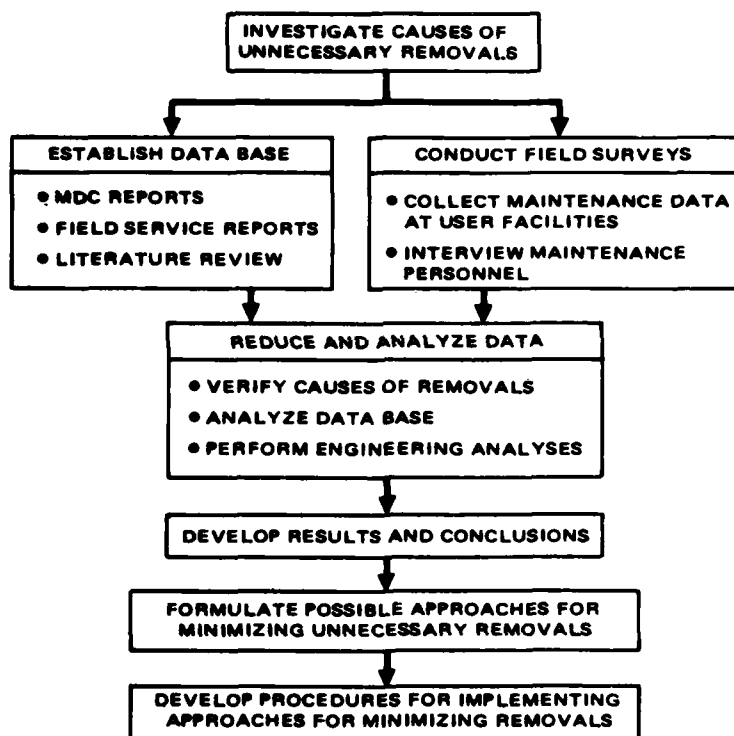 INVESTIGATE CAUSES OF
UNNECESSARY REMOVALS
ESTABLISH DATA BASE
● MDC REPORTS
● FIELD SERVICE REPORTS
● LITERATURE REVIEW
CONDUCT FIELD SURVEYS
● COLLECT MAINTENANCE DATA
AT USER FACILITIES
● INTERVIEW MAINTENANCE
PERSONNEL
REDUCE AND ANALYZE DATA
● VERIFY CAUSES OF REMOVALS
● ANALYZE DATA BASE
● PERFORM ENGINEERING ANALYSES
DEVELOP RESULTS AND CONCLUSIONS
FORMULATE POSSIBLE APPROACHES FOR
MINIMIZING UNNECESSARY REMOVALS
DEVELOP PROCEDURES FOR IMPLEMENTING
APPROACHES FOR MINIMIZING REMOVALS